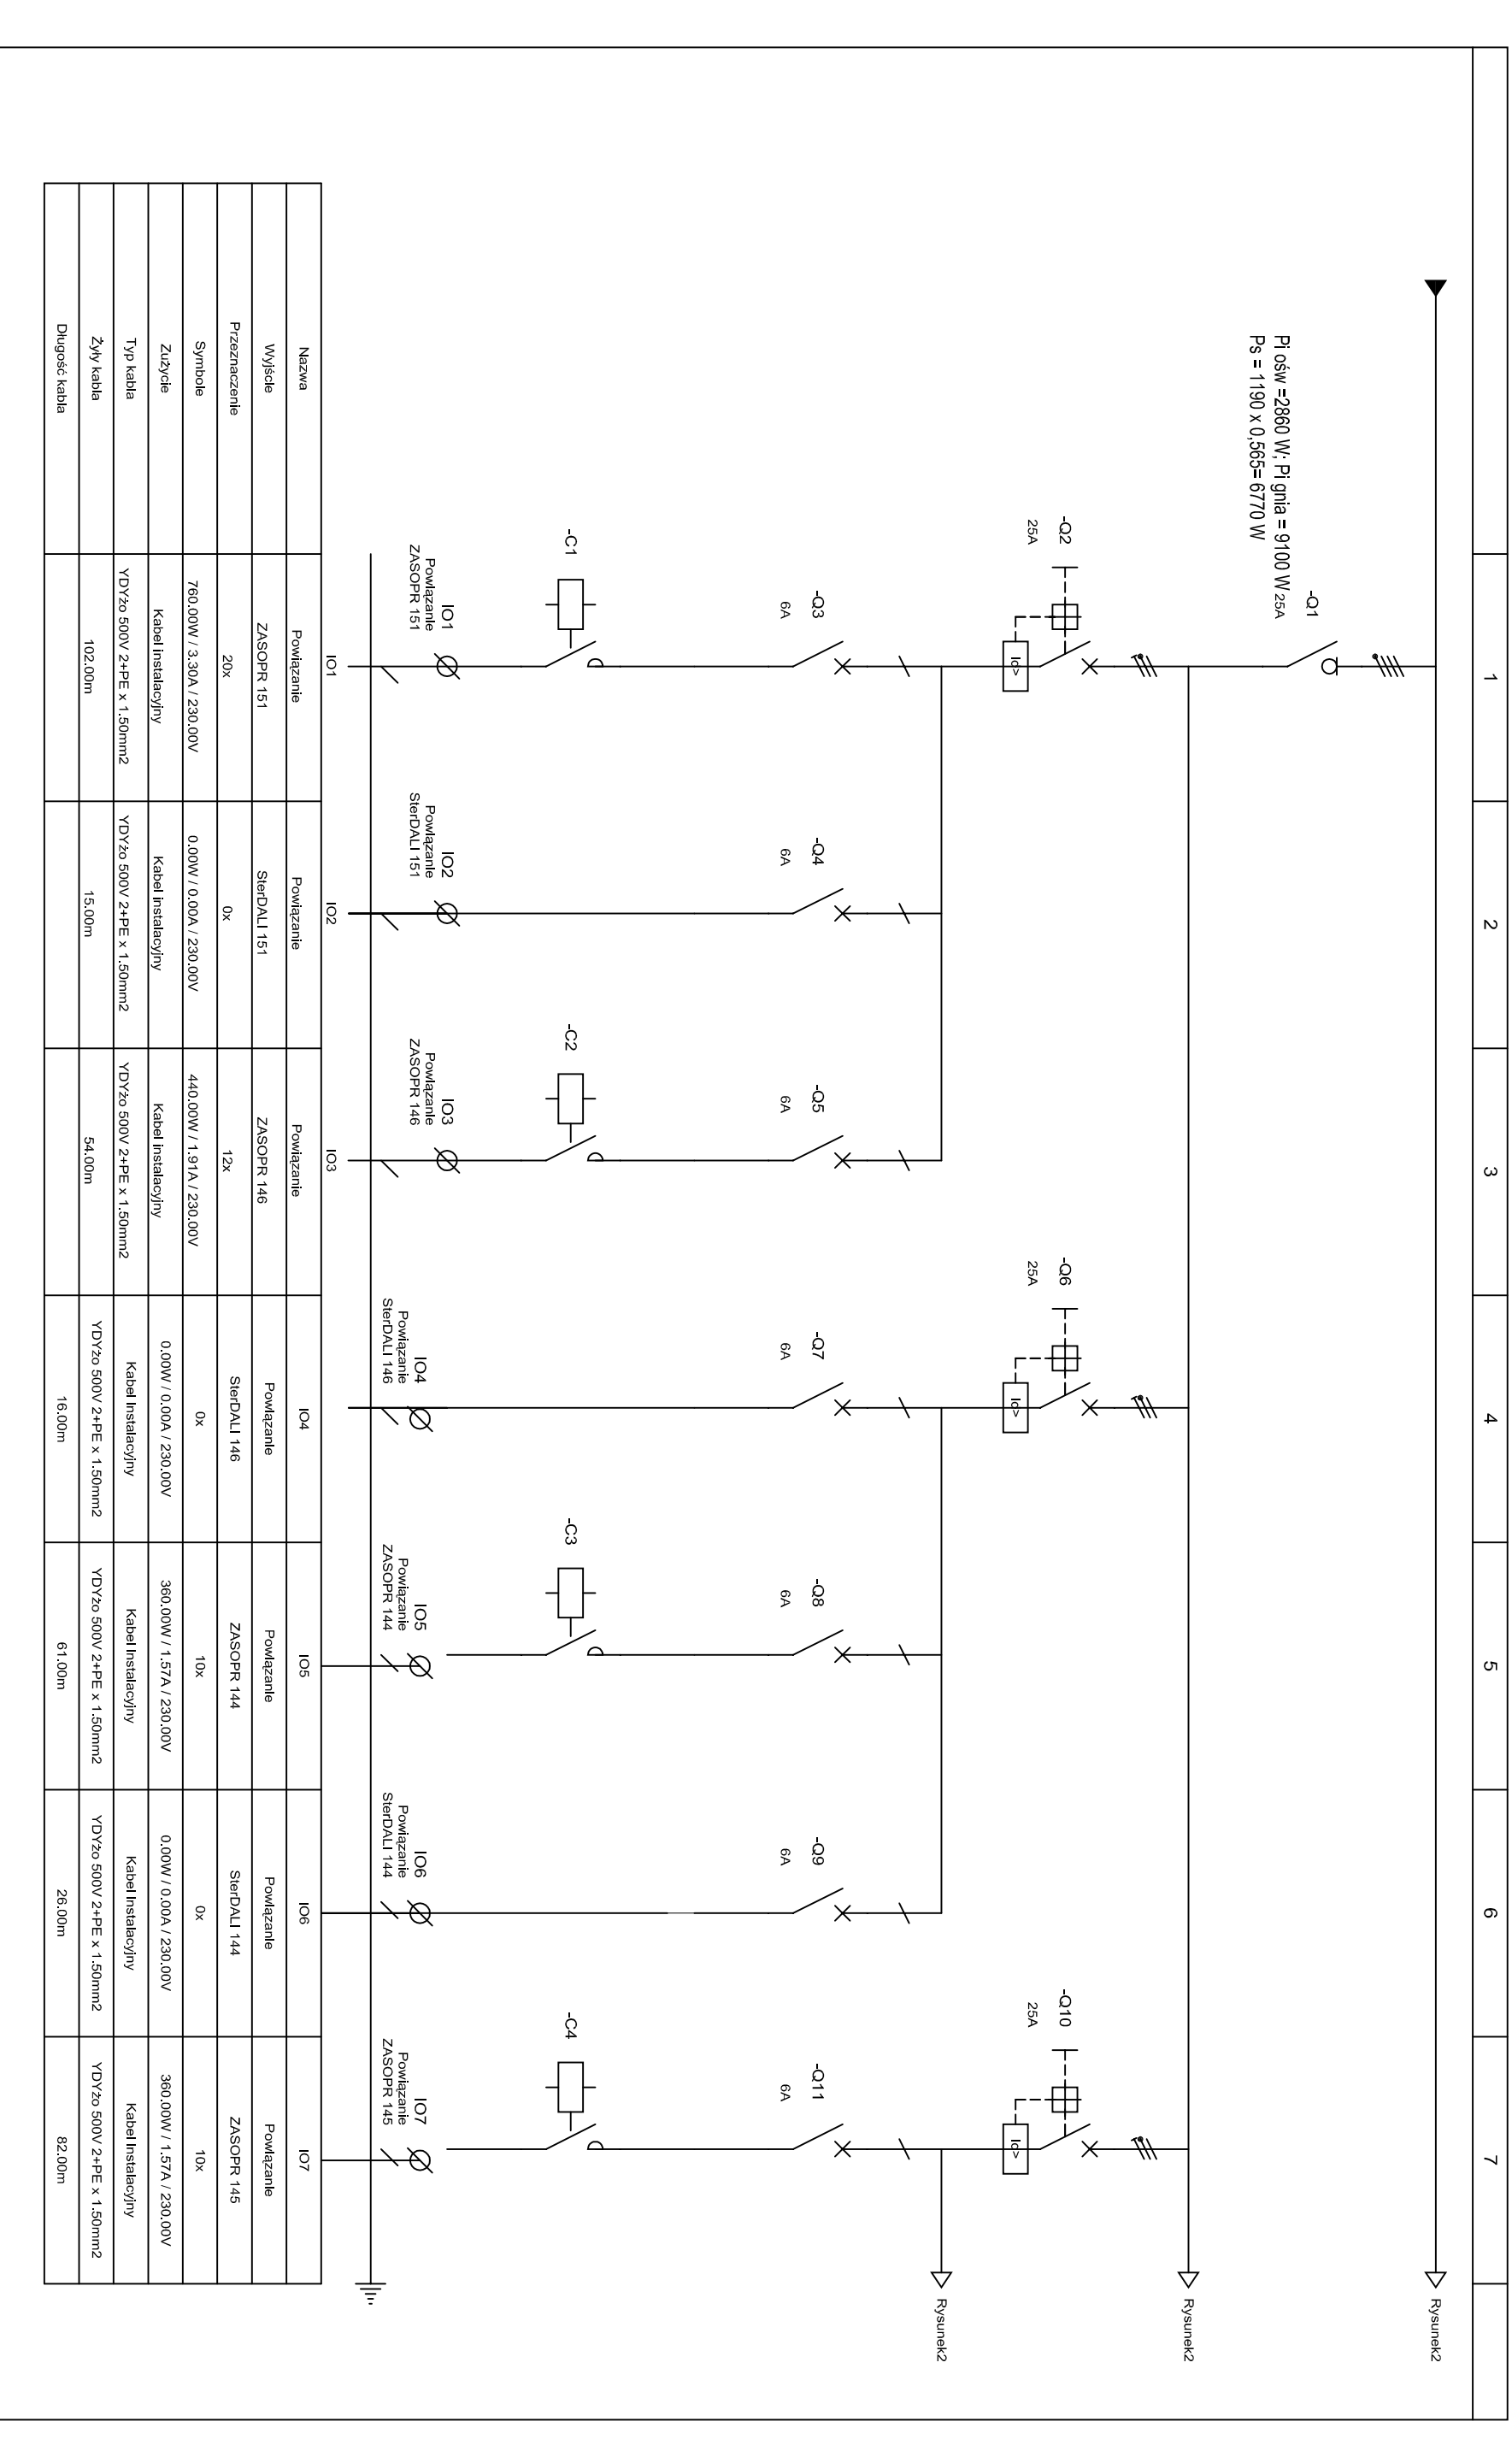 1
2
3
4
5
6
7
Rysunek2
Pi ośw =2860 W; Pi gnia = 9100 W
Ps = 1190 x 0,565= 6770 W
-Q1
25A
Rysunek2
-Q2
25A
Id>
-Q6
25A
Id>
-Q10
25A
Id>
Rysunek2
-Q3
6A
-Q4
6A
-Q5
6A
-Q7
6A
-Q8
6A
-Q9
6A
-Q11
6A
-C1
-C2
-C3
-C4
IO1
Powiązanie
ZASOPR 151
IO2
Powiązanie
SterDALI 151
IO3
Powiązanie
ZASOPR 146
IO4
Powiązanie
SterDALI 146
IO5
Powiązanie
ZASOPR 144
IO6
Powiązanie
SterDALI 144
IO7
Powiązanie
ZASOPR 145
IO1 IO2 IO3
Nazwa Powiązanie Powiązanie Powiązanie IO4 IO5 IO6 IO7
Wyjście ZASOPR 151 SterDALI 151 ZASOPR 146 Powiązanie Powiązanie Powiązanie Powiązanie
Przeznaczenie 20x 0x 12x SterDALI 146 ZASOPR 144 SterDALI 144 ZASOPR 145
Symbole 760.00W / 3.30A / 230.00V 0.00W / 0.00A / 230.00V 440.00W / 1.91A / 230.00V 0x 10x 0x 10x
Zużycie Kabel instalacyjny Kabel instalacyjny Kabel instalacyjny 0.00W / 0.00A / 230.00V 360.00W / 1.57A / 230.00V 0.00W / 0.00A / 230.00V 360.00W / 1.57A / 230.00V
Typ kabla YDYżo 500V 2+PE x 1.50mm2 YDYżo 500V 2+PE x 1.50mm2 YDYżo 500V 2+PE x 1.50mm2 Kabel instalacyjny Kabel instalacyjny Kabel instalacyjny Kabel instalacyjny
Żyły kabla 102.00m 15.00m 54.00m YDYżo 500V 2+PE x 1.50mm2 YDYżo 500V 2+PE x 1.50mm2 YDYżo 500V 2+PE x 1.50mm2 YDYżo 500V 2+PE x 1.50mm2
Długość kabla 16.00m 61.00m 26.00m 82.00m